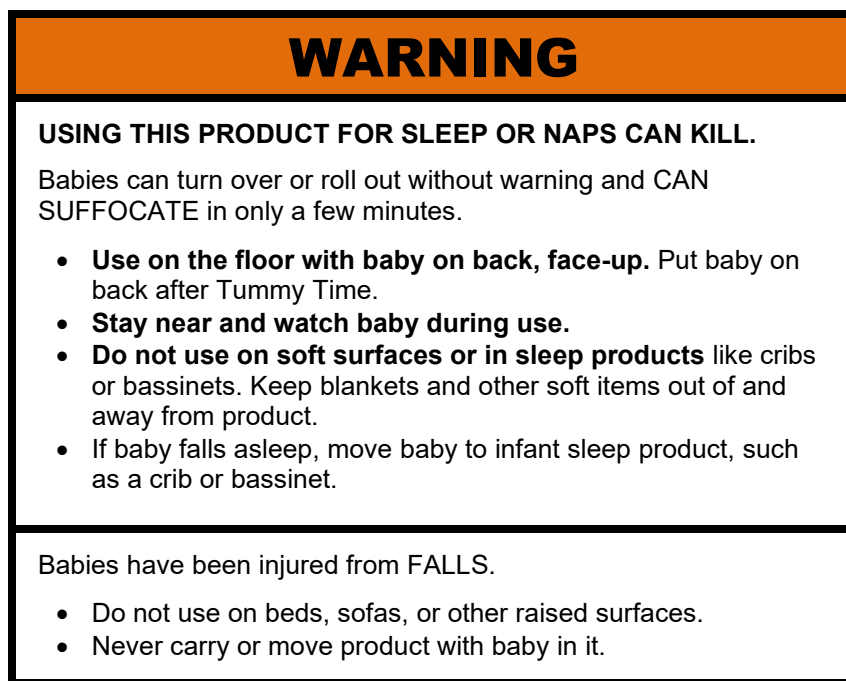 WARNING
USING THIS PRODUCT FOR SLEEP OR NAPS CAN KILL.
Babies can turn over or roll out without warning and CAN
SUFFOCATE in only a few minutes.
• Use on the floor with baby on back, face-up. Put baby on
back after Tummy Time.
• Stay near and watch baby during use.
• Do not use on soft surfaces or in sleep products like cribs
or bassinets. Keep blankets and other soft items out of and
away from product.
• If baby falls asleep, move baby to infant sleep product, such
as a crib or bassinet.
Babies have been injured from FALLS.
• Do not use on beds, sofas, or other raised surfaces.
• Never carry or move product with baby in it.